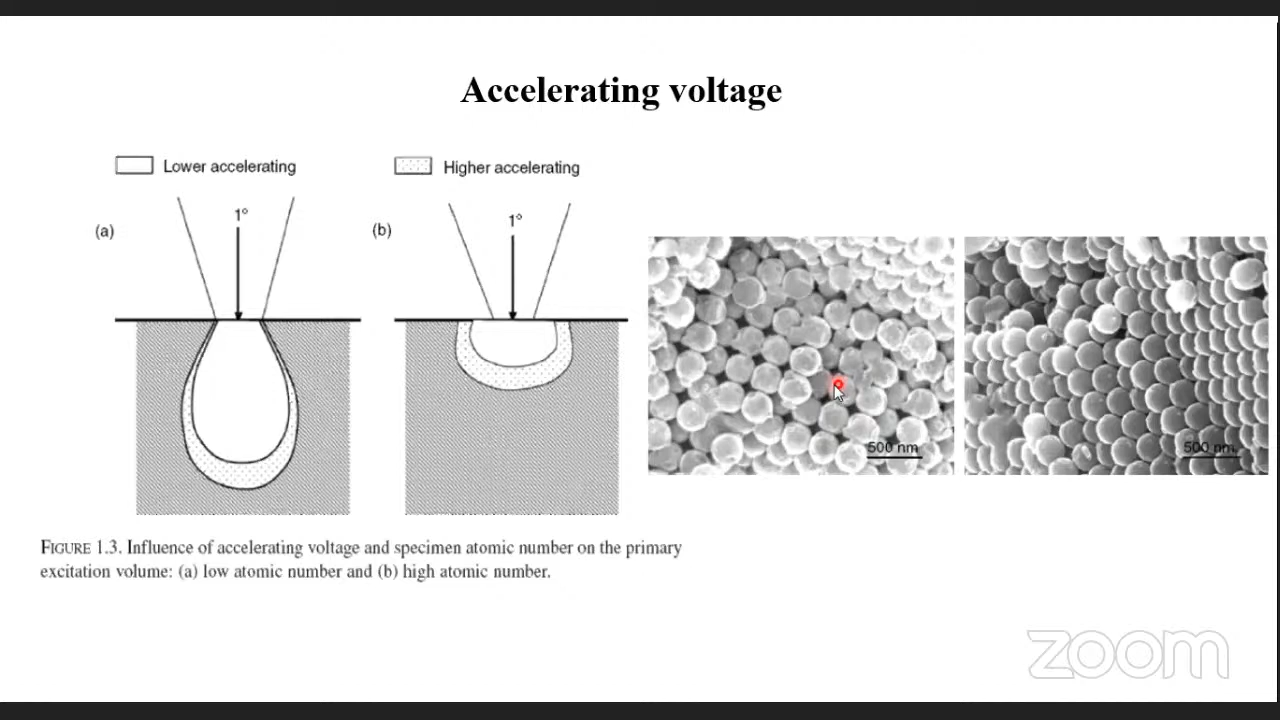 Accelerating voltage
Lower accelerating
Higher accelerating
(a)
1°
(b)
1°
500 nm
500 nm
FIGURE 1.3. Influence of accelerating voltage and specimen atomic number on the primary
excitation volume: (a) low atomic number and (b) high atomic number.
zoom